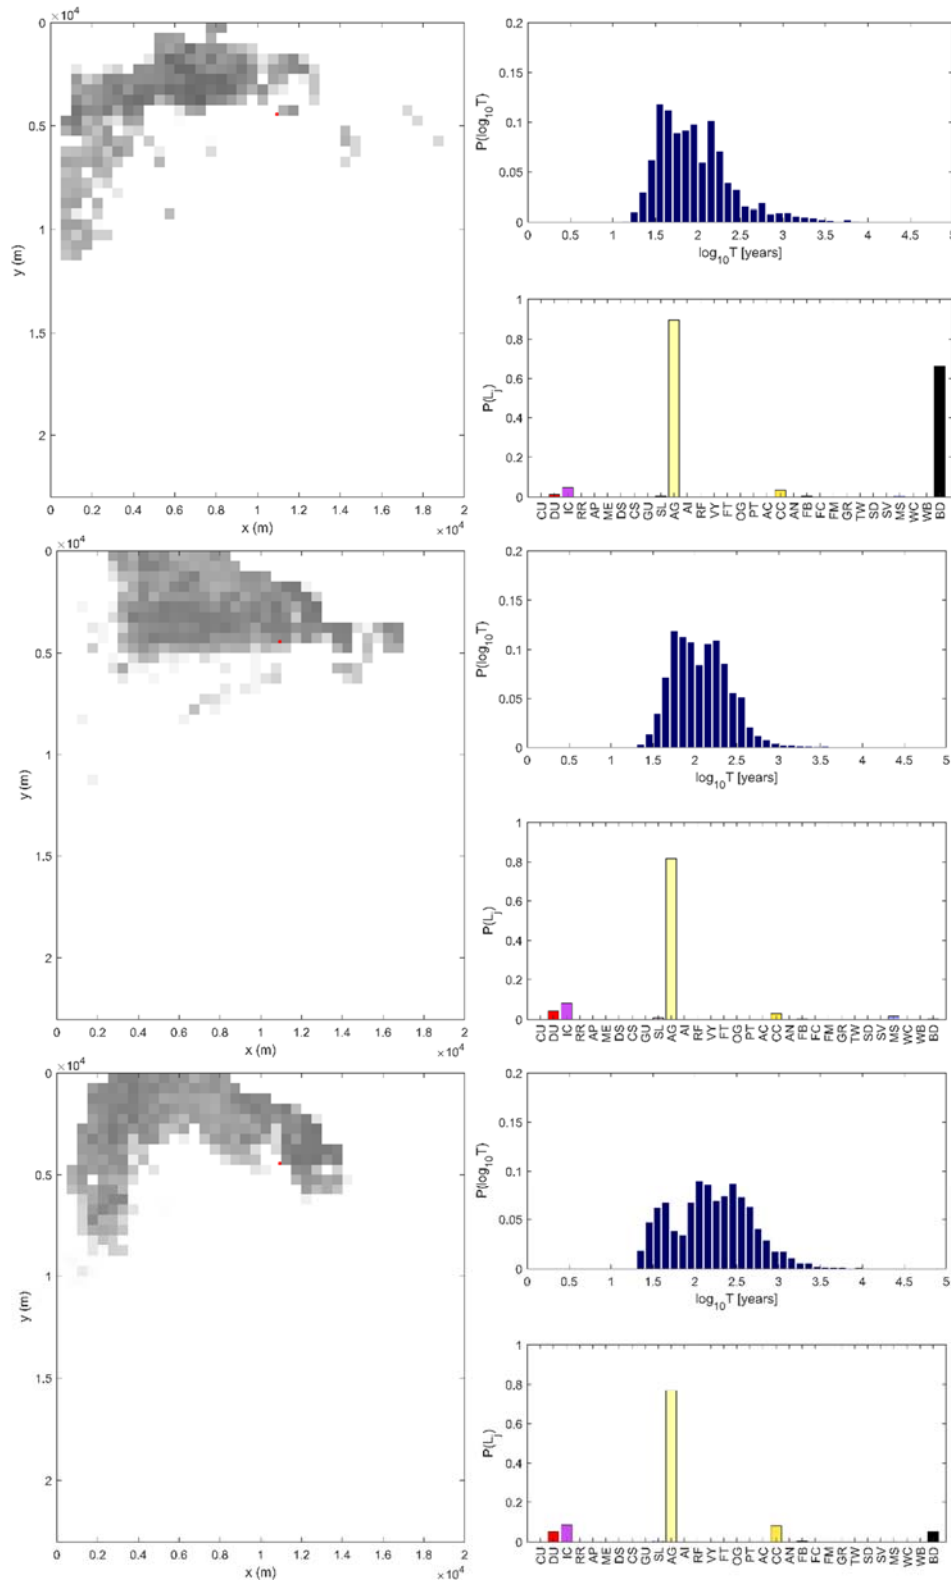 ×10⁴
0
0.5
1
1.5
2
y (m)
0 0.2 0.4 0.6 0.8 1 1.2 1.4 1.6 1.8 2
x (m)
×10⁴
0.2
0.15
0.1
0.05
0
P(log₁₀T)
0 0.5 1 1.5 2 2.5 3 3.5 4 4.5 5
log₁₀T [years]
1
0.8
0.6
0.4
0.2
0
P(Lⱼ)
CU DU IC RR AP ME DS CS GU SL AG AI RF VY FT OG PT AC CC AN FB FC FM GR TW SD SV MS WC WB BD
×10⁴
0
0.5
1
1.5
2
y (m)
0 0.2 0.4 0.6 0.8 1 1.2 1.4 1.6 1.8 2
x (m)
×10⁴
0.2
0.15
0.1
0.05
0
P(log₁₀T)
0 0.5 1 1.5 2 2.5 3 3.5 4 4.5 5
log₁₀T [years]
1
0.8
0.6
0.4
0.2
0
P(Lⱼ)
CU DU IC RR AP ME DS CS GU SL AG AI RF VY FT OG PT AC CC AN FB FC FM GR TW SD SV MS WC WB BD
×10⁴
0
0.5
1
1.5
2
y (m)
0 0.2 0.4 0.6 0.8 1 1.2 1.4 1.6 1.8 2
x (m)
×10⁴
0.2
0.15
0.1
0.05
0
P(log₁₀T)
0 0.5 1 1.5 2 2.5 3 3.5 4 4.5 5
log₁₀T [years]
1
0.8
0.6
0.4
0.2
0
P(Lⱼ)
CU DU IC RR AP ME DS CS GU SL AG AI RF VY FT OG PT AC CC AN FB FC FM GR TW SD SV MS WC WB BD